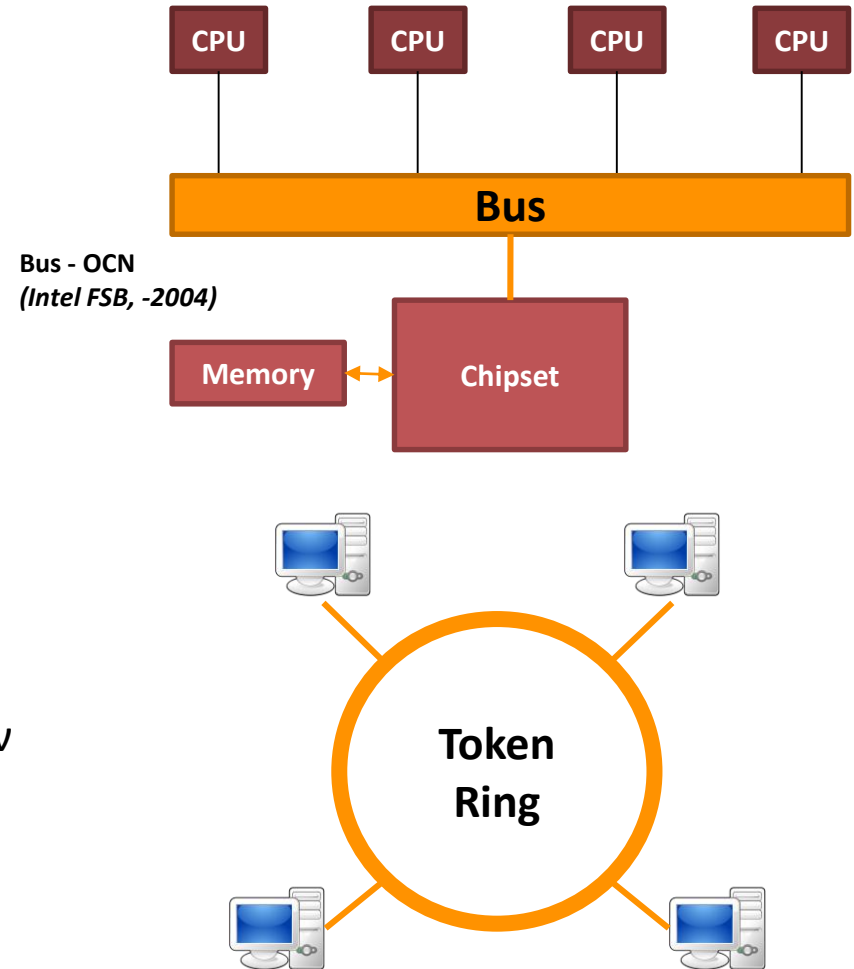 CPU CPU CPU CPU
Bus
Bus - OCN
(Intel FSB, -2004)
Memory Chipset
Token
Ring
ν